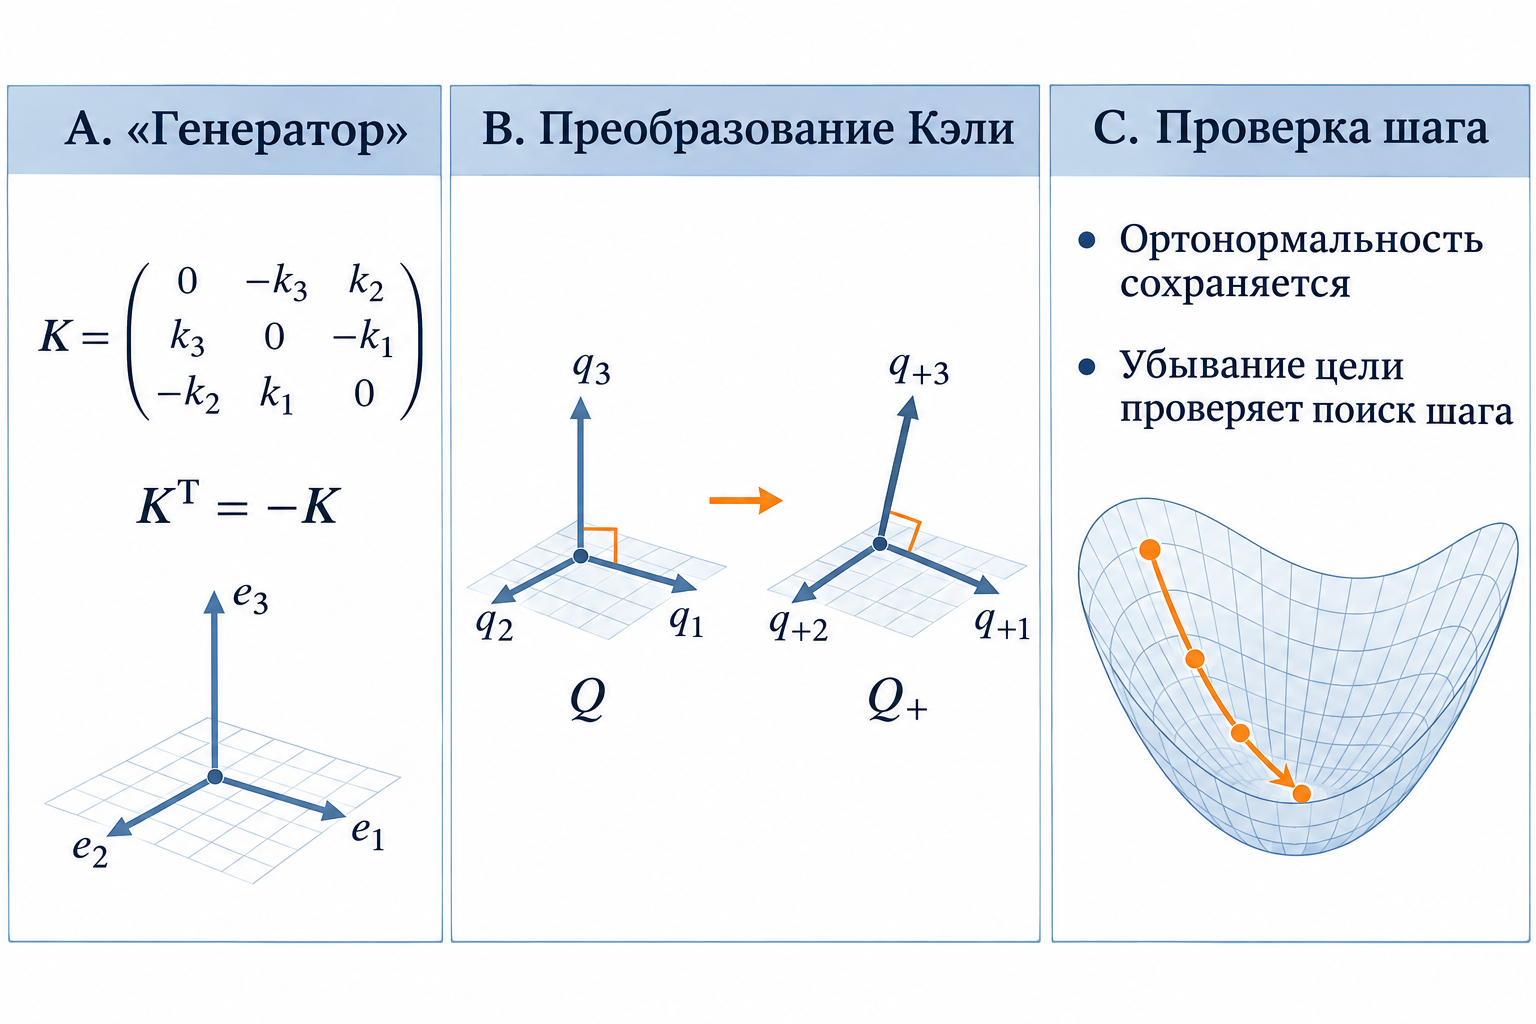 A. «Генератор»
K = ( 0 −k₃ k₂
k₃ 0 −k₁
−k₂ k₁ 0 )
Kᵀ = −K
e₃
e₂
e₁
B. Преобразование Кэли
q₃
q₂
q₁
Q
q₊₃
q₊₂
q₊₁
Q₊
C. Проверка шага
• Ортонормальность
сохраняется
• Убывание цели
проверяет поиск шага